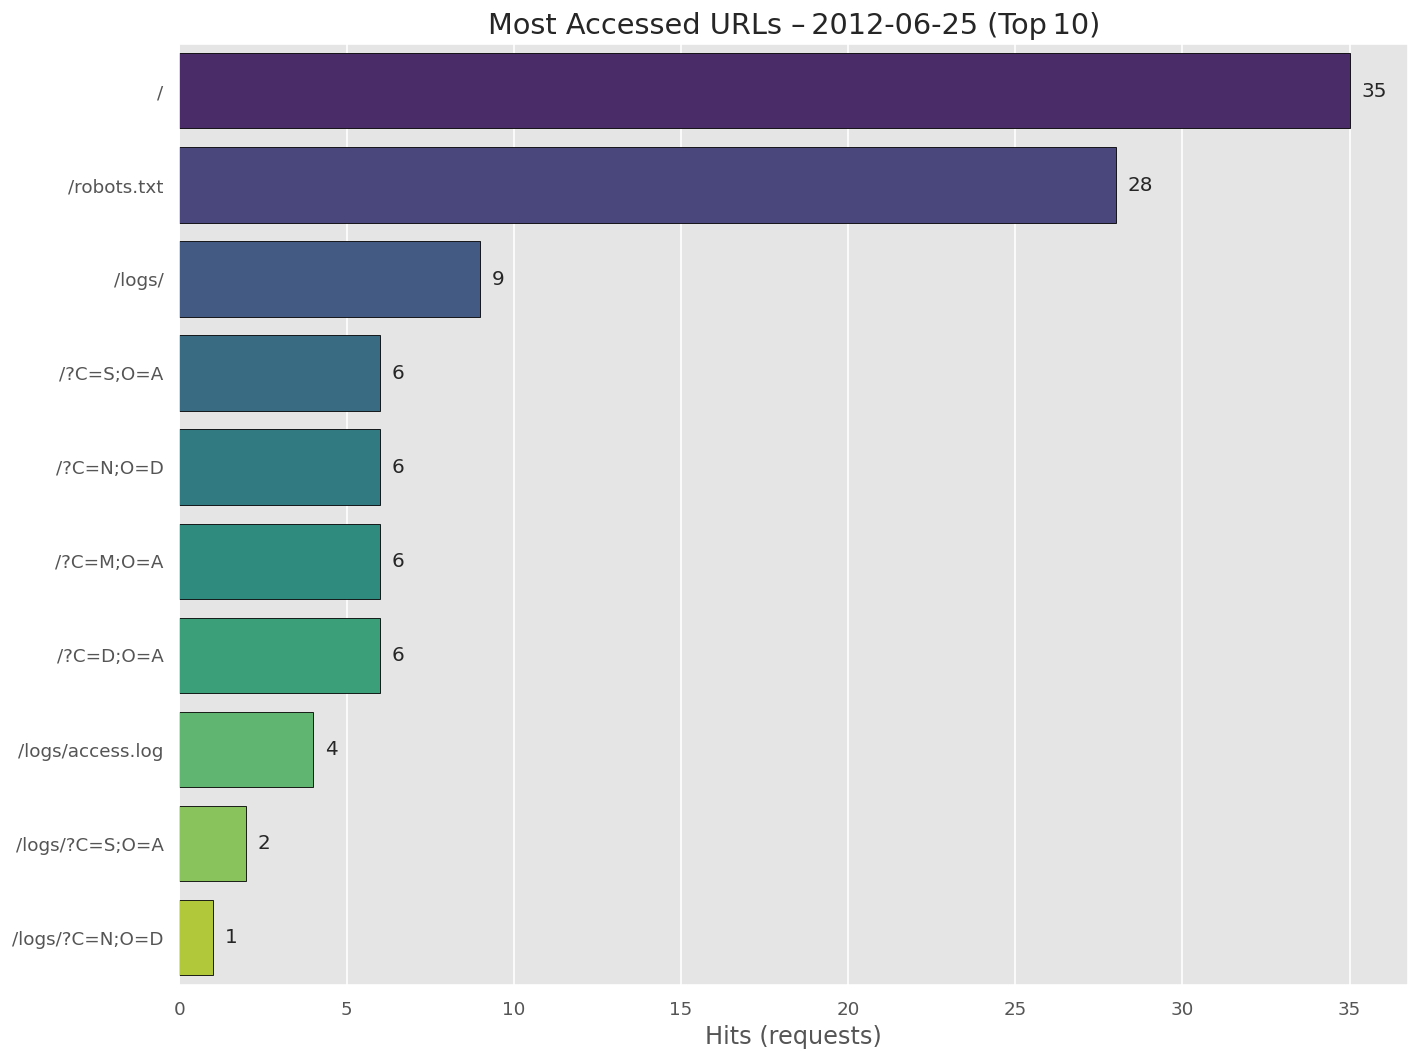 Most Accessed URLs – 2012-06-25 (Top 10)
/ 35
/robots.txt 28
/logs/ 9
/?C=S;O=A 6
/?C=N;O=D 6
/?C=M;O=A 6
/?C=D;O=A 6
/logs/access.log 4
/logs/?C=S;O=A 2
/logs/?C=N;O=D 1
0 5 10 15 20 25 30 35
Hits (requests)